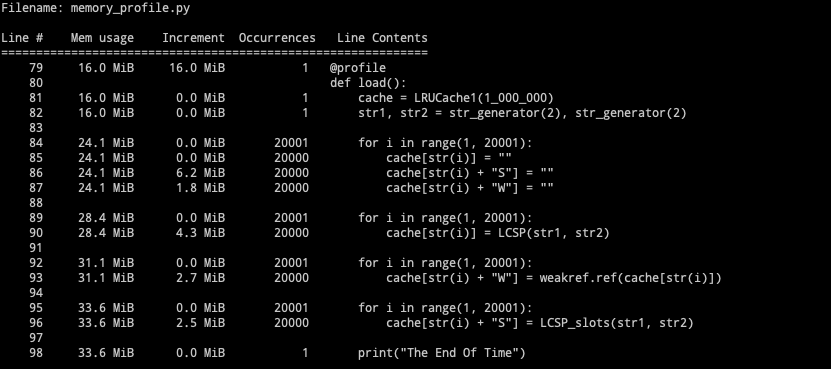 Filename: memory_profile.py
Line #    Mem usage    Increment  Occurrences   Line Contents
=============================================================
    79     16.0 MiB     16.0 MiB           1   @profile
    80                                         def load():
    81     16.0 MiB      0.0 MiB           1       cache = LRUCache1(1_000_000)
    82     16.0 MiB      0.0 MiB           1       str1, str2 = str_generator(2), str_generator(2)
    83
    84     24.1 MiB      0.0 MiB       20001       for i in range(1, 20001):
    85     24.1 MiB      0.0 MiB       20000           cache[str(i)] = ""
    86     24.1 MiB      6.2 MiB       20000           cache[str(i) + "S"] = ""
    87     24.1 MiB      1.8 MiB       20000           cache[str(i) + "W"] = ""
    88
    89     28.4 MiB      0.0 MiB       20001       for i in range(1, 20001):
    90     28.4 MiB      4.3 MiB       20000           cache[str(i)] = LCSP(str1, str2)
    91
    92     31.1 MiB      0.0 MiB       20001       for i in range(1, 20001):
    93     31.1 MiB      2.7 MiB       20000           cache[str(i) + "W"] = weakref.ref(cache[str(i)])
    94
    95     33.6 MiB      0.0 MiB       20001       for i in range(1, 20001):
    96     33.6 MiB      2.5 MiB       20000           cache[str(i) + "S"] = LCSP_slots(str1, str2)
    97
    98     33.6 MiB      0.0 MiB           1       print("The End Of Time")